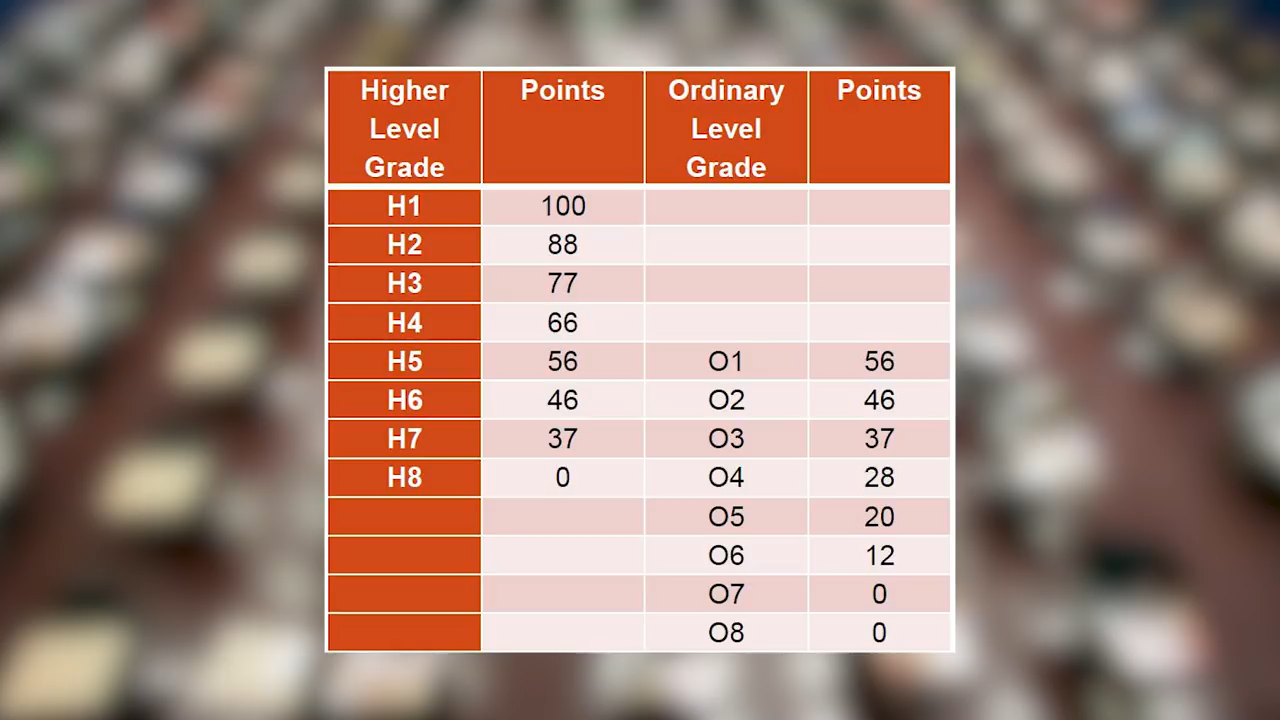 Higher Level Grade Points Ordinary Level Grade Points
H1 100
H2 88
H3 77
H4 66
H5 56 O1 56
H6 46 O2 46
H7 37 O3 37
H8 0 O4 28
O5 20
O6 12
O7 0
O8 0